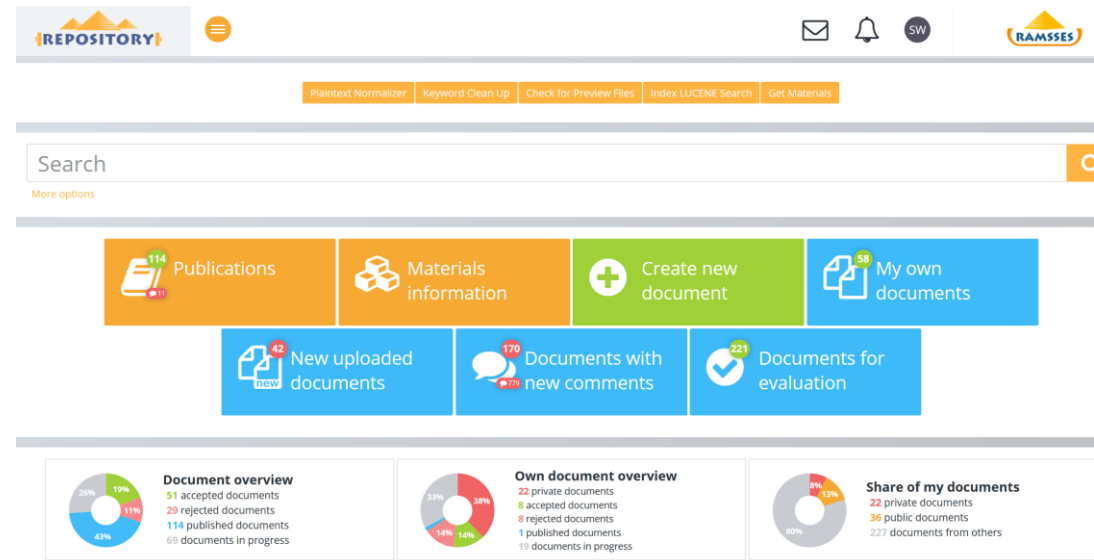 REPOSITORY
SW
RAMSSES
Plaintext Normalizer Keyword Clean Up Check for Preview Files Index LUCENE Search Get Materials
Search
More options
114
Publications
11
Materials
information
Create new
document
58
My own
documents
42
New uploaded
documents
new
170
Documents with
new comments
779
221
Documents for
evaluation
Document overview
51 accepted documents
29 rejected documents
114 published documents
69 documents in progress
26%
19%
11%
43%
Own document overview
22 private documents
8 accepted documents
8 rejected documents
1 published documents
19 documents in progress
33%
38%
14%
14%
Share of my documents
22 private documents
36 public documents
227 documents from others
8%
13%
80%